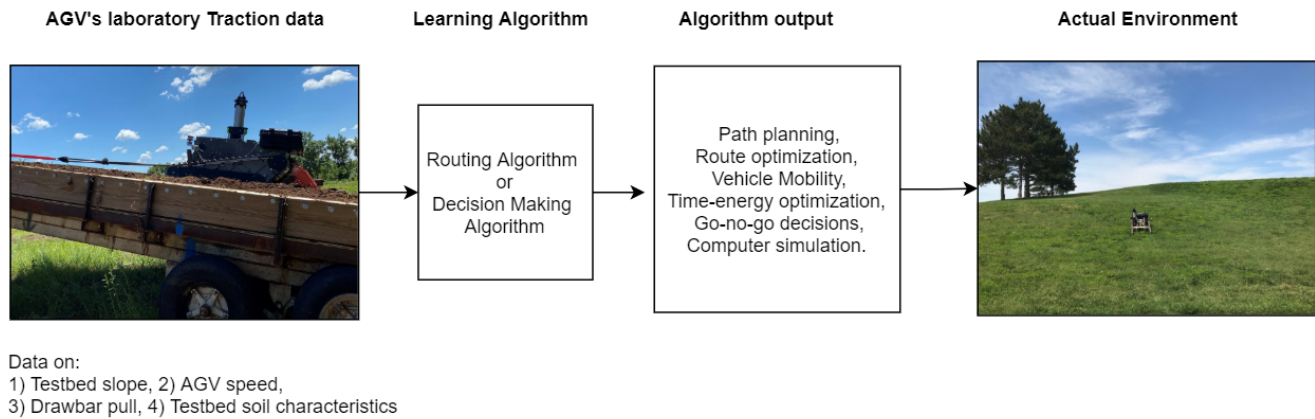 AGV's laboratory Traction data
Learning Algorithm
Algorithm output
Actual Environment
Routing Algorithm
or
Decision Making
Algorithm
Path planning,
Route optimization,
Vehicle Mobility,
Time-energy optimization,
Go-no-go decisions,
Computer simulation.
Data on:
1) Testbed slope, 2) AGV speed,
3) Drawbar pull, 4) Testbed soil characteristics